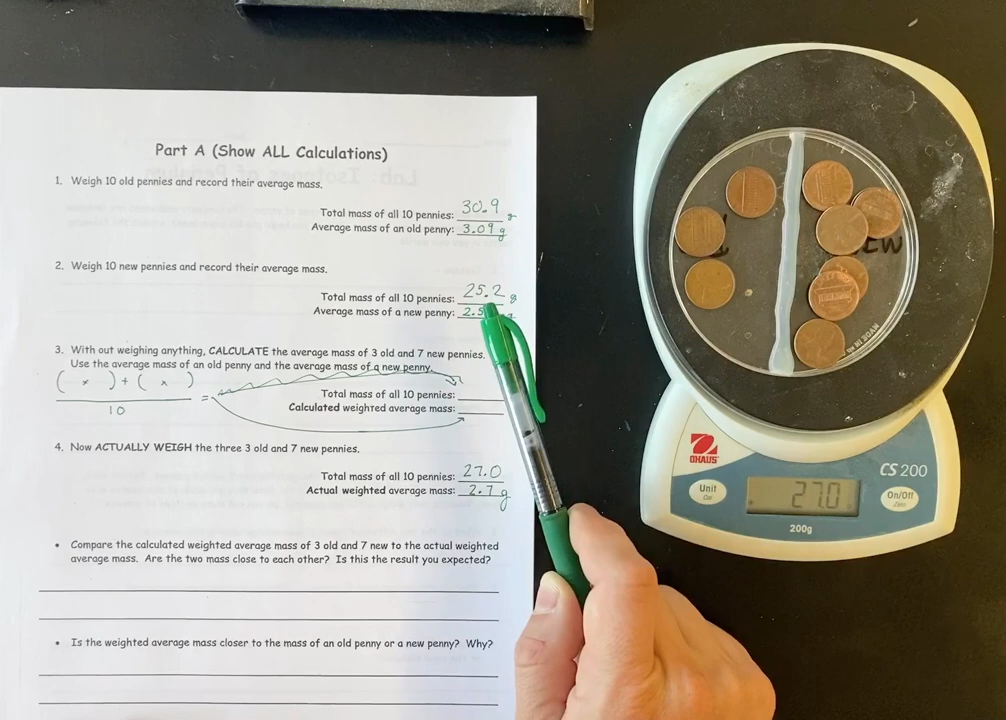 Part A (Show ALL Calculations)
1. Weigh 10 old pennies and record their average mass.
Total mass of all 10 pennies: 30.9 g
Average mass of an old penny: 3.09 g
2. Weigh 10 new pennies and record their average mass.
Total mass of all 10 pennies: 25.2 g
Average mass of a new penny: 2.5
3. With out weighing anything, CALCULATE the average mass of 3 old and 7 new pennies.
Use the average mass of an old penny and the average mass of a new penny.
( × ) + ( × )
10
=
Total mass of all 10 pennies:
Calculated weighted average mass:
4. Now ACTUALLY WEIGH the three 3 old and 7 new pennies.
Total mass of all 10 pennies: 27.0
Actual weighted average mass: 2.7 g
• Compare the calculated weighted average mass of 3 old and 7 new to the actual weighted
average mass. Are the two mass close to each other? Is this the result you expected?
• Is the weighted average mass closer to the mass of an old penny or a new penny? Why?
OHAUS
CS 200
Unit
Cal
27.0
On/Off
Zero
200g